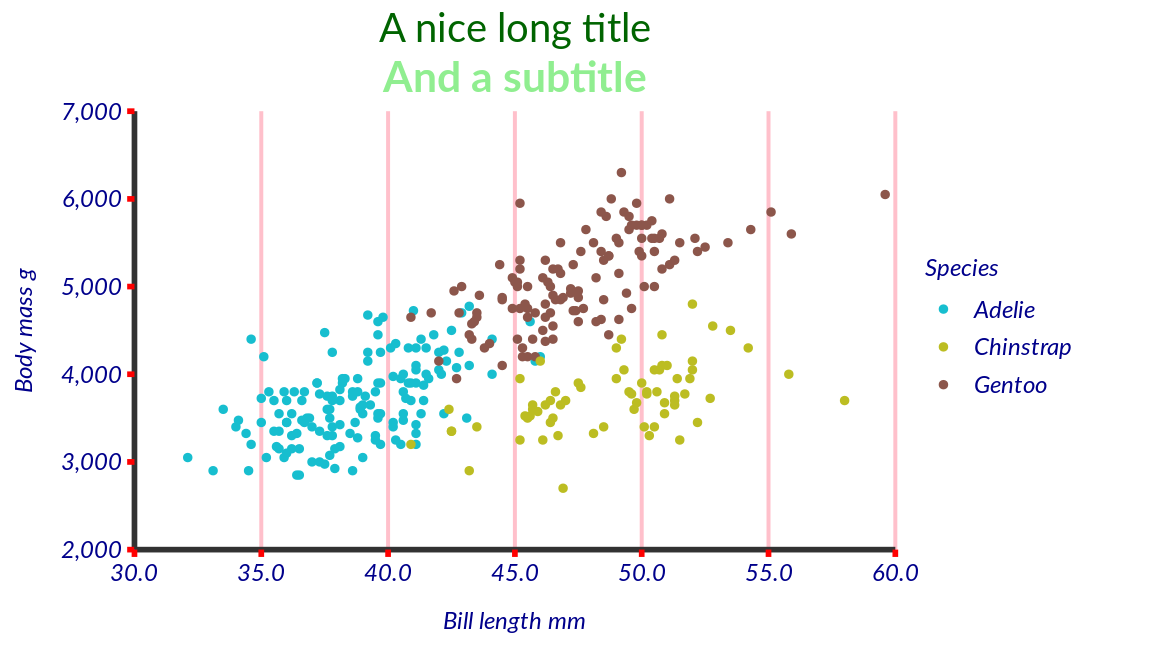 A nice long title
And a subtitle
7,000
6,000
5,000
4,000
3,000
2,000
Body mass g
30.0 35.0 40.0 45.0 50.0 55.0 60.0
Bill length mm
Species
Adelie
Chinstrap
Gentoo